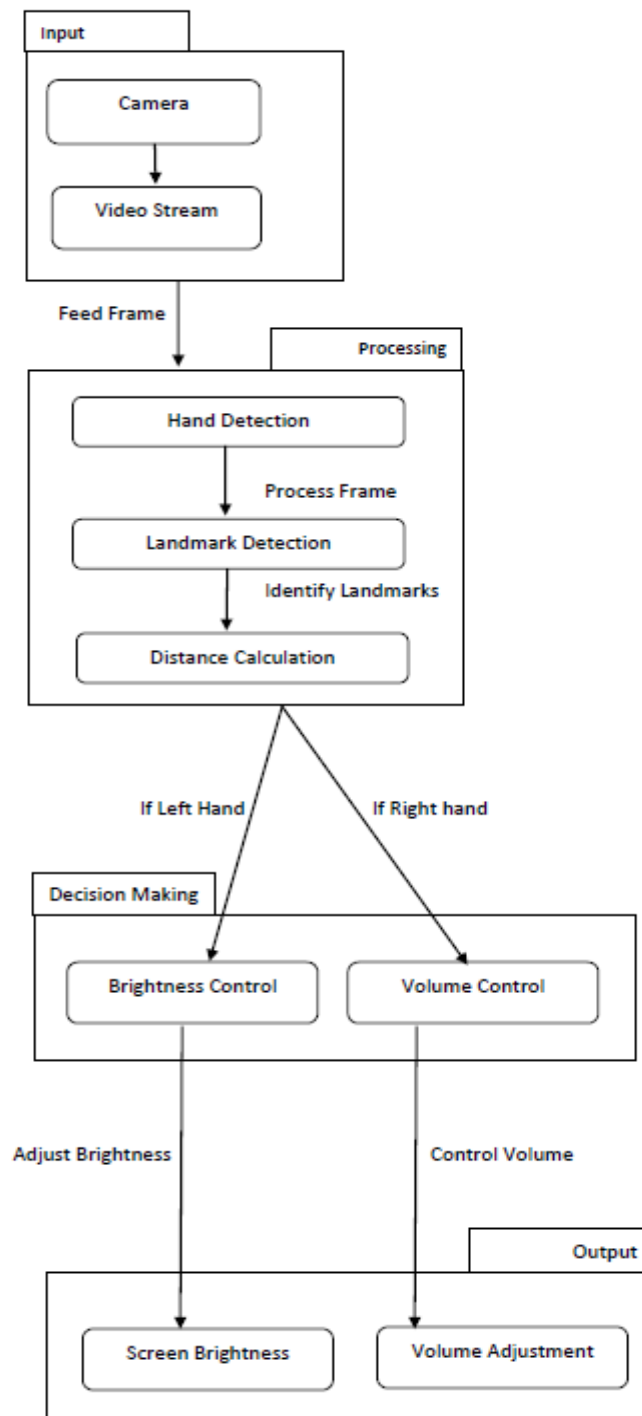 Input
Camera
Video Stream
Feed Frame
Processing
Hand Detection
Process Frame
Landmark Detection
Identify Landmarks
Distance Calculation
If Left Hand
If Right hand
Decision Making
Brightness Control
Volume Control
Adjust Brightness
Control Volume
Output
Screen Brightness
Volume Adjustment